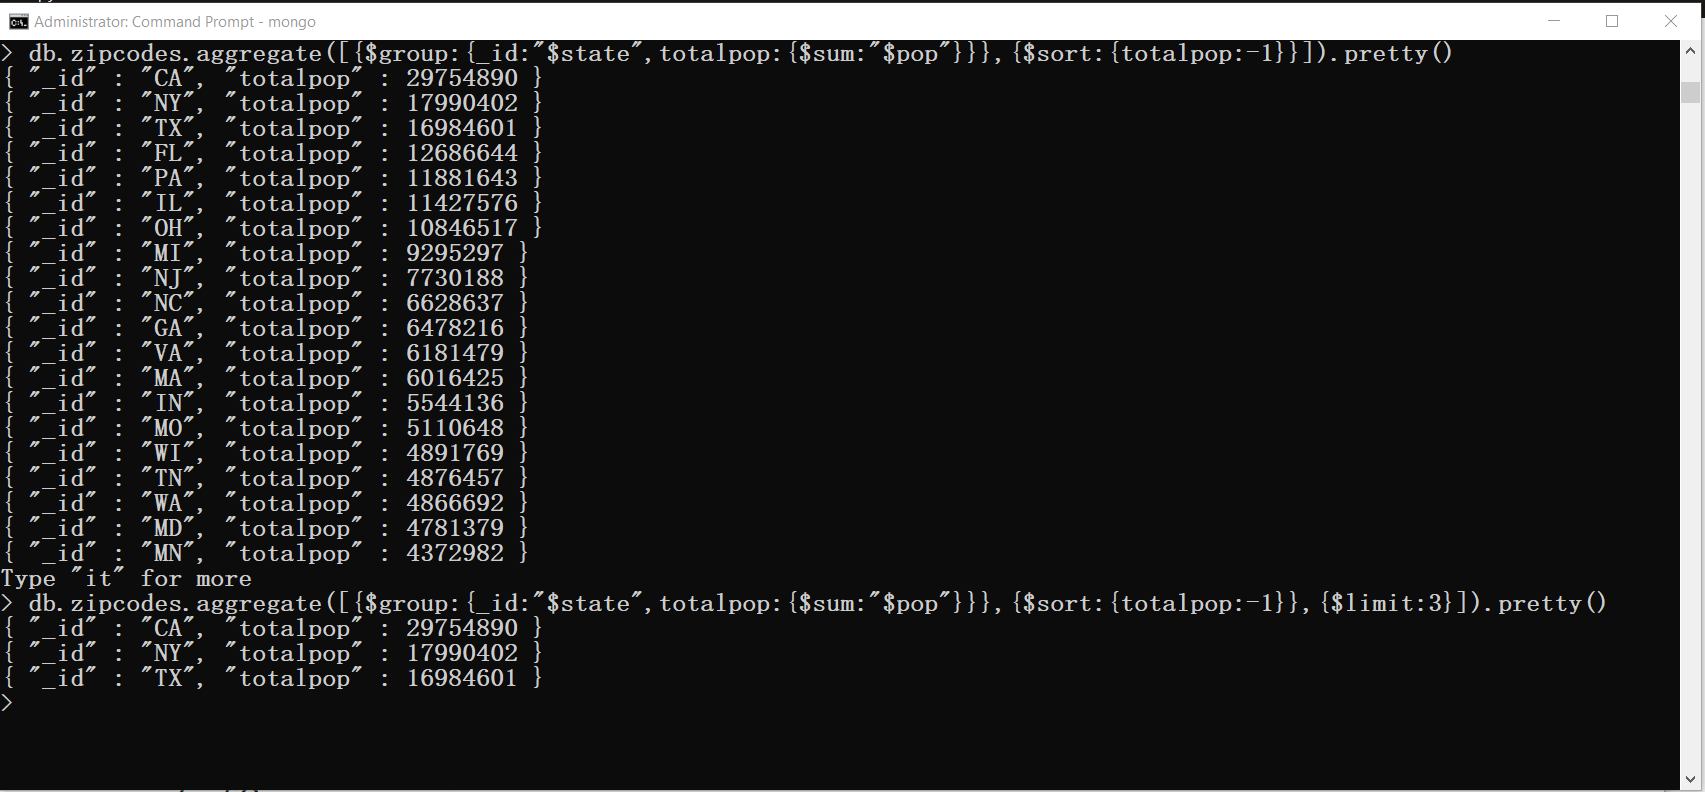 Administrator: Command Prompt - mongo
> db.zipcodes.aggregate([{$group:{_id:"$state",totalpop:{$sum:"$pop"}}},{$sort:{totalpop:-1}}]).pretty()
{ "_id" : "CA", "totalpop" : 29754890 }
{ "_id" : "NY", "totalpop" : 17990402 }
{ "_id" : "TX", "totalpop" : 16984601 }
{ "_id" : "FL", "totalpop" : 12686644 }
{ "_id" : "PA", "totalpop" : 11881643 }
{ "_id" : "IL", "totalpop" : 11427576 }
{ "_id" : "OH", "totalpop" : 10846517 }
{ "_id" : "MI", "totalpop" : 9295297 }
{ "_id" : "NJ", "totalpop" : 7730188 }
{ "_id" : "NC", "totalpop" : 6628637 }
{ "_id" : "GA", "totalpop" : 6478216 }
{ "_id" : "VA", "totalpop" : 6181479 }
{ "_id" : "MA", "totalpop" : 6016425 }
{ "_id" : "IN", "totalpop" : 5544136 }
{ "_id" : "MO", "totalpop" : 5110648 }
{ "_id" : "WI", "totalpop" : 4891769 }
{ "_id" : "TN", "totalpop" : 4876457 }
{ "_id" : "WA", "totalpop" : 4866692 }
{ "_id" : "MD", "totalpop" : 4781379 }
{ "_id" : "MN", "totalpop" : 4372982 }
Type "it" for more
> db.zipcodes.aggregate([{$group:{_id:"$state",totalpop:{$sum:"$pop"}}},{$sort:{totalpop:-1}},{$limit:3}]).pretty()
{ "_id" : "CA", "totalpop" : 29754890 }
{ "_id" : "NY", "totalpop" : 17990402 }
{ "_id" : "TX", "totalpop" : 16984601 }
>